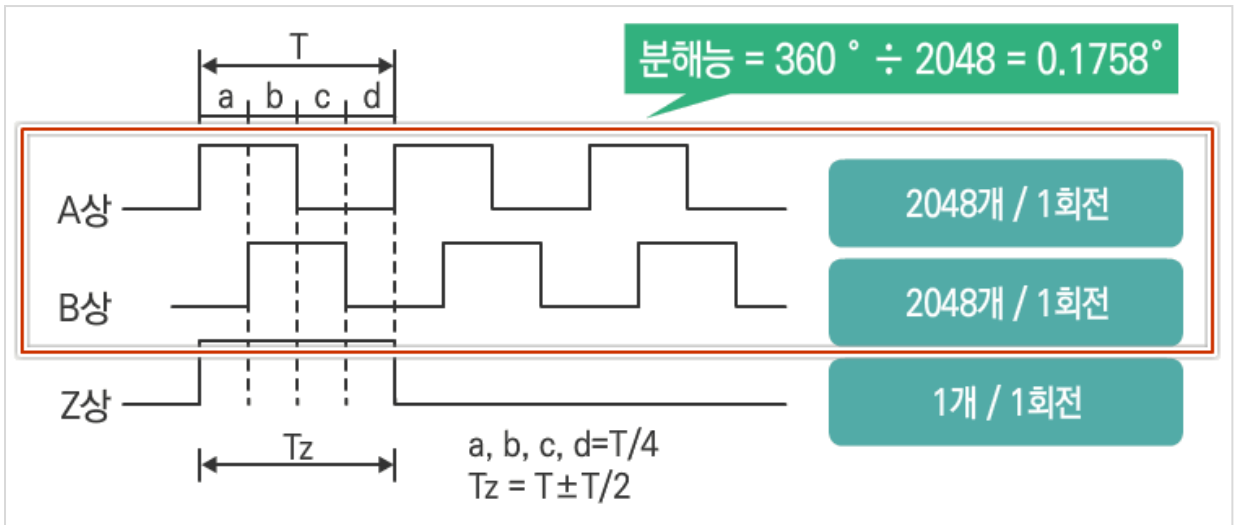 T
분해능 = 360 ° ÷ 2048 = 0.1758°
a b c d
A상
2048개 / 1회전
B상
2048개 / 1회전
Z상
1개 / 1회전
Tz
a, b, c, d=T/4
Tz = T±T/2